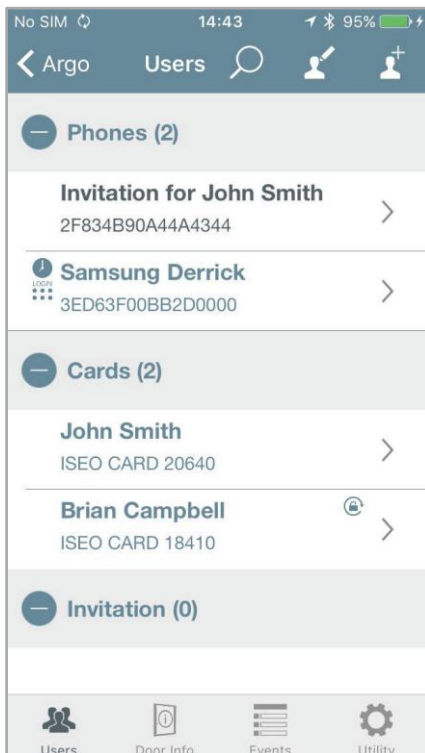 No SIM 14:43 95%
Argo Users
Phones (2)
Invitation for John Smith
2F834B90A44A4344
LOGIN
Samsung Derrick
3ED63F00BB2D0000
Cards (2)
John Smith
ISEO CARD 20640
Brian Campbell
ISEO CARD 18410
Invitation (0)
Users Door Info Events Utility